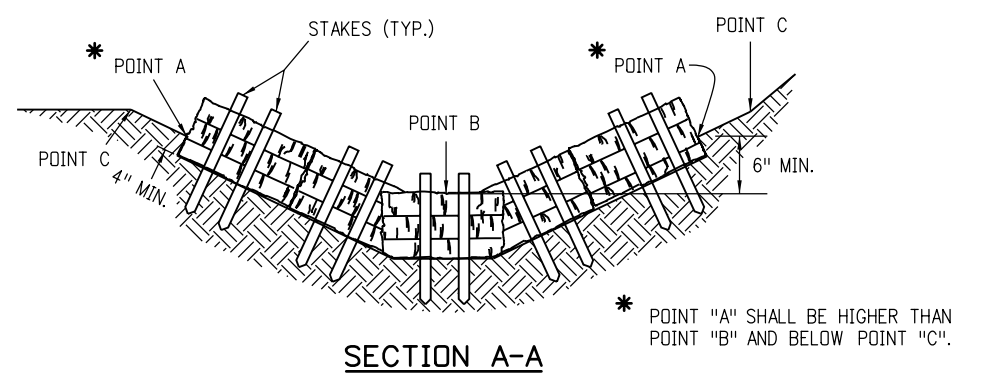 POINT C
STAKES (TYP.)
*
POINT A
*
POINT A
POINT B
POINT C
4" MIN.
6" MIN.
*
POINT "A" SHALL BE HIGHER THAN
POINT "B" AND BELOW POINT "C".
SECTION A-A